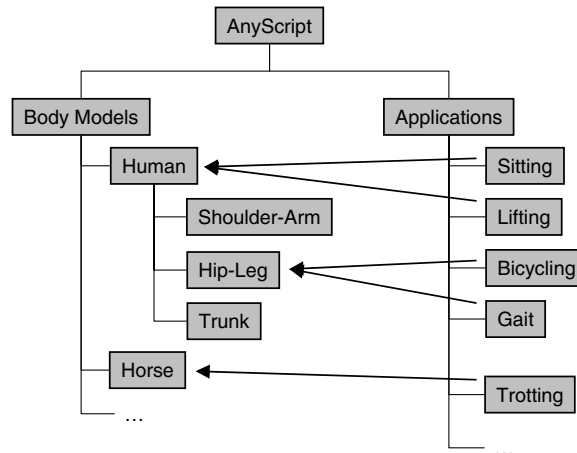 AnyScript
Body Models
Applications
Human
Sitting
Shoulder-Arm
Lifting
Hip-Leg
Bicycling
Trunk
Gait
Horse
Trotting
...
...